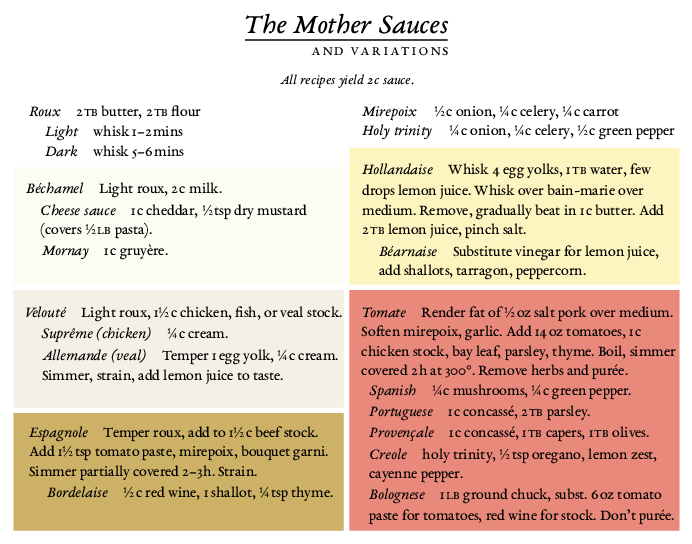 The Mother Sauces
AND VARIATIONS
All recipes yield 2c sauce.
Roux 2TB butter, 2TB flour
Light whisk 1–2mins
Dark whisk 5–6mins
Béchamel Light roux, 2c milk.
Cheese sauce 1c cheddar, ½tsp dry mustard
(covers ½LB pasta).
Mornay 1c gruyère.
Velouté Light roux, 1½c chicken, fish, or veal stock.
Suprême (chicken) ¼c cream.
Allemande (veal) Temper 1 egg yolk, ¼c cream.
Simmer, strain, add lemon juice to taste.
Espagnole Temper roux, add to 1½c beef stock.
Add 1½tsp tomato paste, mirepoix, bouquet garni.
Simmer partially covered 2–3h. Strain.
Bordelaise ½c red wine, 1 shallot, ¼tsp thyme.
Mirepoix ½c onion, ¼c celery, ¼c carrot
Holy trinity ¼c onion, ¼c celery, ½c green pepper
Hollandaise Whisk 4 egg yolks, 1TB water, few
drops lemon juice. Whisk over bain-marie over
medium. Remove, gradually beat in 1c butter. Add
2TB lemon juice, pinch salt.
Béarnaise Substitute vinegar for lemon juice,
add shallots, tarragon, peppercorn.
Tomate Render fat of ½oz salt pork over medium.
Soften mirepoix, garlic. Add 14oz tomatoes, 1c
chicken stock, bay leaf, parsley, thyme. Boil, simmer
covered 2h at 300°. Remove herbs and purée.
Spanish ¼c mushrooms, ¼c green pepper.
Portuguese 1c concassé, 2TB parsley.
Provençale 1c concassé, 1TB capers, 1TB olives.
Creole holy trinity, ½tsp oregano, lemon zest,
cayenne pepper.
Bolognese 1LB ground chuck, subst. 6oz tomato
paste for tomatoes, red wine for stock. Don't purée.